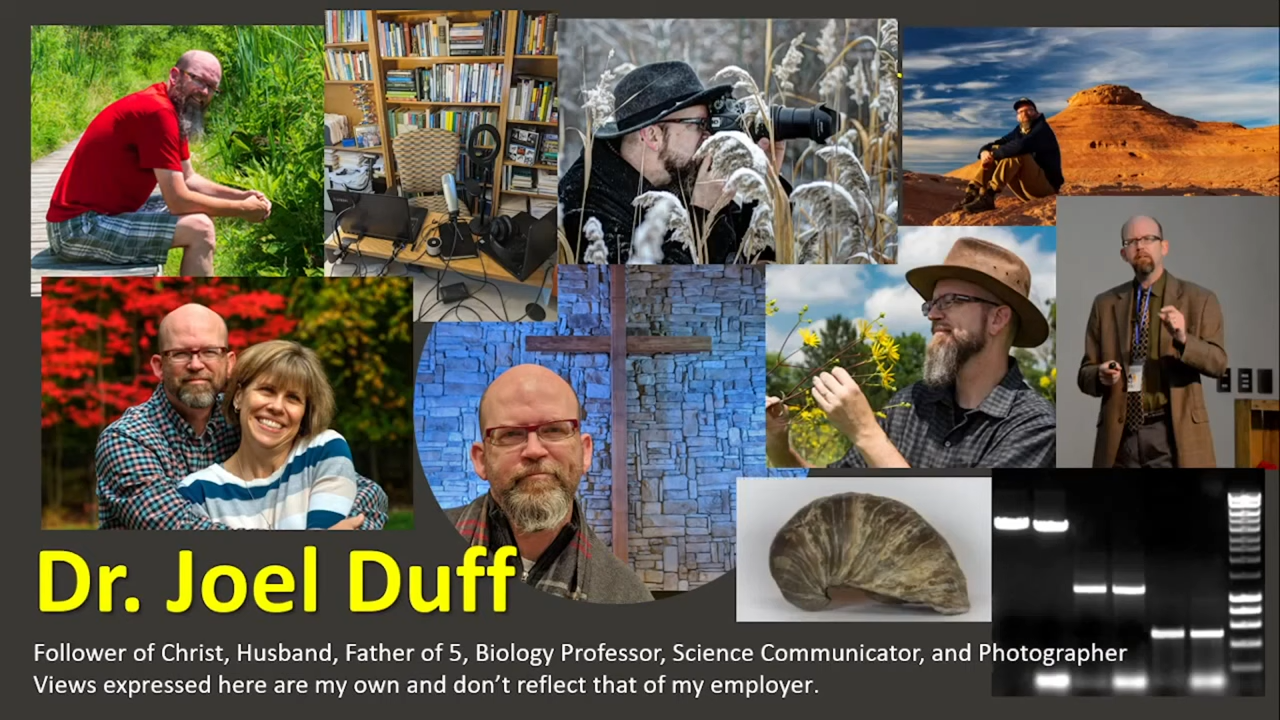 Dr. Joel Duff
Follower of Christ, Husband, Father of 5, Biology Professor, Science Communicator, and Photographer
Views expressed here are my own and don't reflect that of my employer.